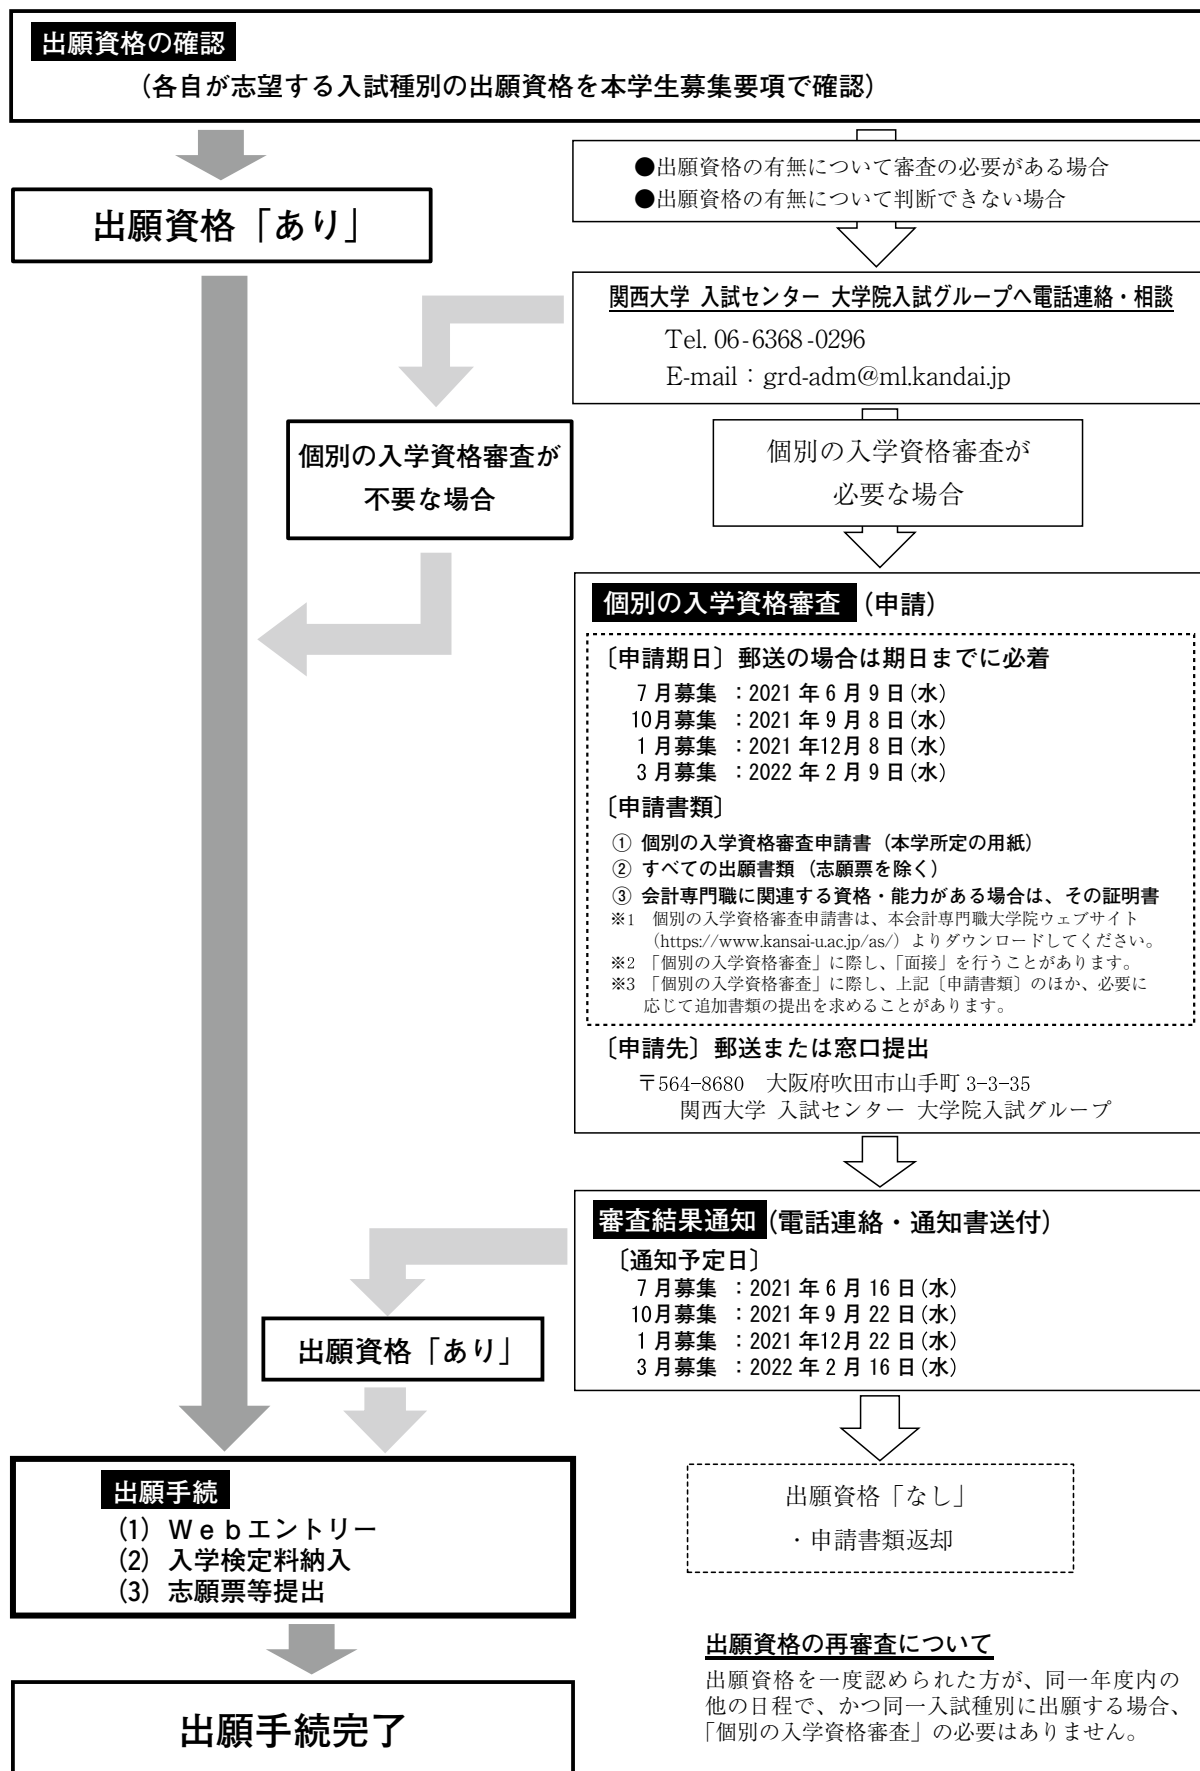 出願資格の確認
(各自が志望する入試種別の出願資格を本学生募集要項で確認)
出願資格「あり」
●出願資格の有無について審査の必要がある場合
●出願資格の有無について判断できない場合
関西大学 入試センター 大学院入試グループへ電話連絡・相談
Tel. 06-6368-0296
E-mail：grd-adm@ml.kandai.jp
個別の入学資格審査が
不要な場合
個別の入学資格審査が
必要な場合
個別の入学資格審査 (申請)
〔申請期日〕郵送の場合は期日までに必着
7月募集 ：2021年6月9日(水)
10月募集 ：2021年9月8日(水)
1月募集 ：2021年12月8日(水)
3月募集 ：2022年2月9日(水)
〔申請書類〕
① 個別の入学資格審査申請書（本学所定の用紙）
② すべての出願書類（志願票を除く）
③ 会計専門職に関連する資格・能力がある場合は、その証明書
※1 個別の入学資格審査申請書は、本会計専門職大学院ウェブサイト
（https://www.kansai-u.ac.jp/as/）よりダウンロードしてください。
※2 「個別の入学資格審査」に際し、「面接」を行うことがあります。
※3 「個別の入学資格審査」に際し、上記〔申請書類〕のほか、必要に
応じて追加書類の提出を求めることがあります。
〔申請先〕郵送または窓口提出
〒564-8680 大阪府吹田市山手町 3-3-35
関西大学 入試センター 大学院入試グループ
審査結果通知 (電話連絡・通知書送付)
〔通知予定日〕
7月募集 ：2021年6月16日(水)
10月募集 ：2021年9月22日(水)
1月募集 ：2021年12月22日(水)
3月募集 ：2022年2月16日(水)
出願資格「あり」
出願手続
(1) Ｗｅｂエントリー
(2) 入学検定料納入
(3) 志願票等提出
出願資格「なし」
・申請書類返却
出願手続完了
出願資格の再審査について
出願資格を一度認められた方が、同一年度内の
他の日程で、かつ同一入試種別に出願する場合、
「個別の入学資格審査」の必要はありません。